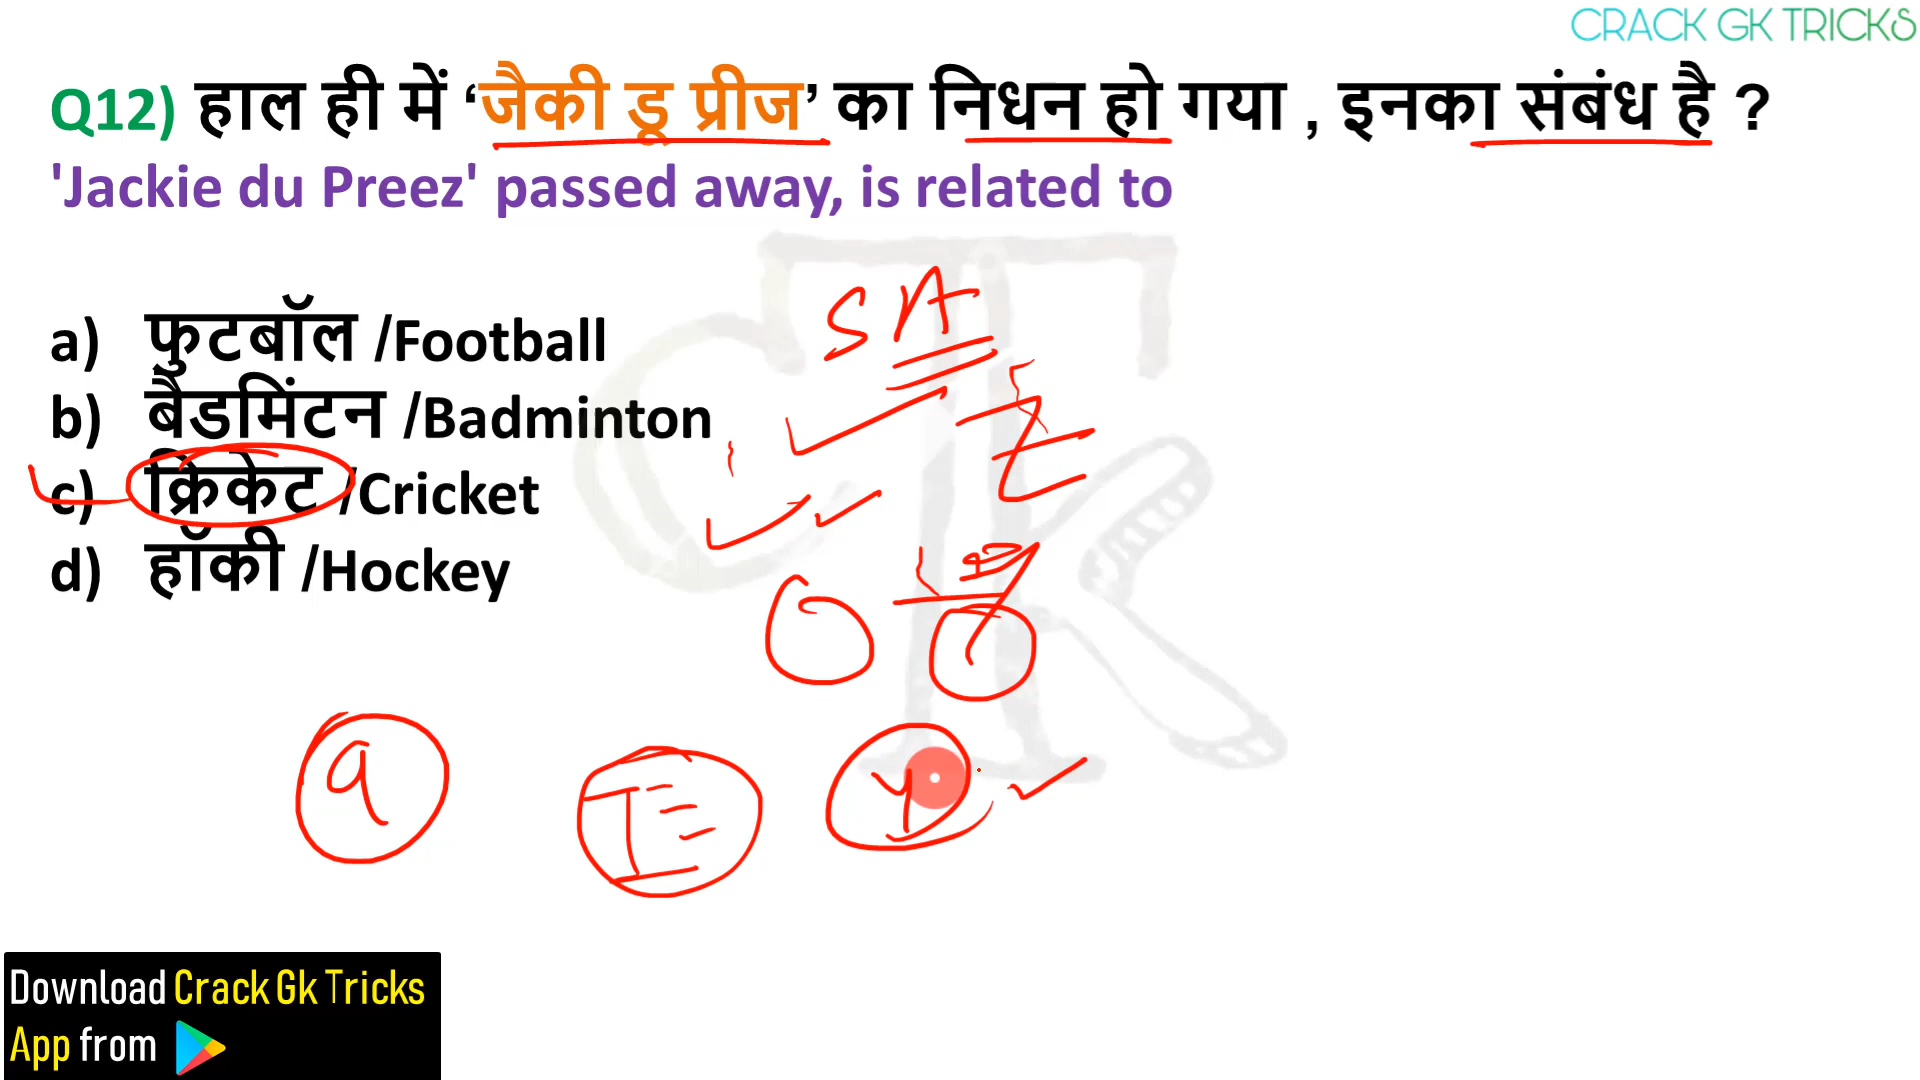 CRACK GK TRICKS
Q12) हाल ही में ‘जैकी डू प्रीज’ का निधन हो गया , इनका संबंध है ?
'Jackie du Preez' passed away, is related to
a) फुटबॉल /Football
b) बैडमिंटन /Badminton
c) क्रिकेट /Cricket
d) हॉकी /Hockey
SA
Download Crack Gk Tricks
App from